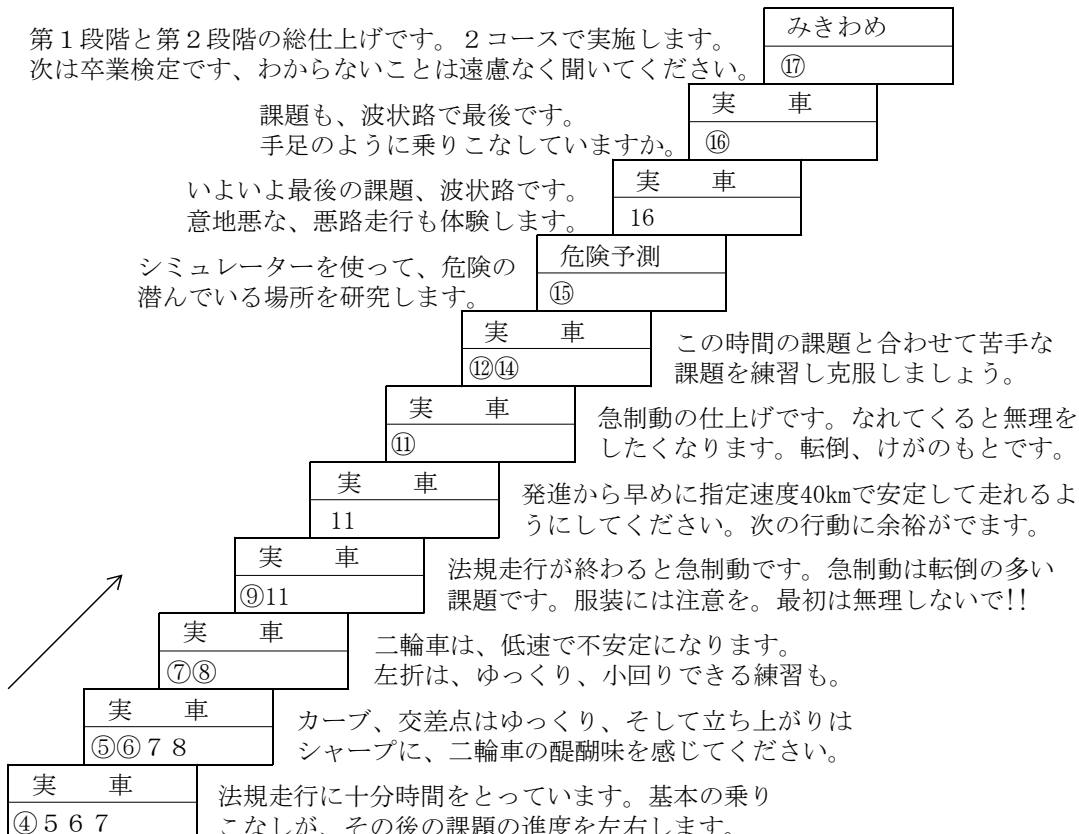 みきわめ
第１段階と第２段階の総仕上げです。２コースで実施します。
次は卒業検定です、わからないことは遠慮なく聞いてください。
⑰
実　車
課題も、波状路で最後です。
手足のように乗りこなしていますか。
⑯
実　車
いよいよ最後の課題、波状路です。
意地悪な、悪路走行も体験します。
16
危険予測
シミュレーターを使って、危険の
潜んでいる場所を研究します。
⑮
実　車
⑫⑭
この時間の課題と合わせて苦手な
課題を練習し克服しましょう。
実　車
⑪
急制動の仕上げです。なれてくると無理を
したくなります。転倒、けがのもとです。
実　車
11
発進から早めに指定速度40kmで安定して走れるよ
うにしてください。次の行動に余裕がでます。
実　車
⑨11
法規走行が終わると急制動です。急制動は転倒の多い
課題です。服装には注意を。最初は無理しないで!!
実　車
⑦⑧
二輪車は、低速で不安定になります。
左折は、ゆっくり、小回りできる練習も。
実　車
⑤⑥７８
カーブ、交差点はゆっくり、そして立ち上がりは
シャープに、二輪車の醍醐味を感じてください。
実　車
④５６７
法規走行に十分時間をとっています。基本の乗り
こなしが、その後の課題の進度を左右します。